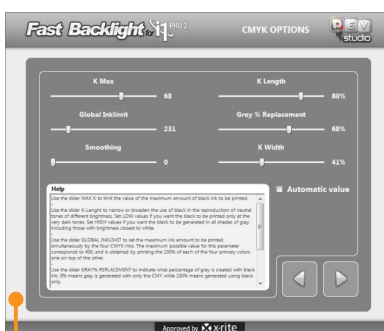 Fast Backlight for i1 PRO 2
CMYK OPTIONS
REV
studio
K Max
68
K Length
80%
Global Inklimit
231
Grey % Replacement
68%
Smoothing
0
K Width
41%
Help
Use the slider MAX K to limit the value of the maximum amount of black ink to be printed.
-
Use the slider K-Lenght to narrow or broaden the use of black in the reproduction of neutral
tones of different brightness. Set LOW values if you want the black to be printed only at the
very dark tones. Set HIGH values if you want the black to be generated in all shades of gray:
including those with brightness closed to white.
-
Use the slider GLOBAL INKLIMIT to set the maximum ink amount to be printed
simultaneously by the four CMYK inks. The maximum possible value for this parameter
corresponds to 400, and is obtained by printing the 100% of each of the four primary colors
one on top of the other.
-
Use the slider GRAY% REPLACEMENT to indicate what percentage of gray is created with black
ink. 0% means gray is generated with only the CMY while 100% means generated using black
only.
Automatic value
Approved by x·rite